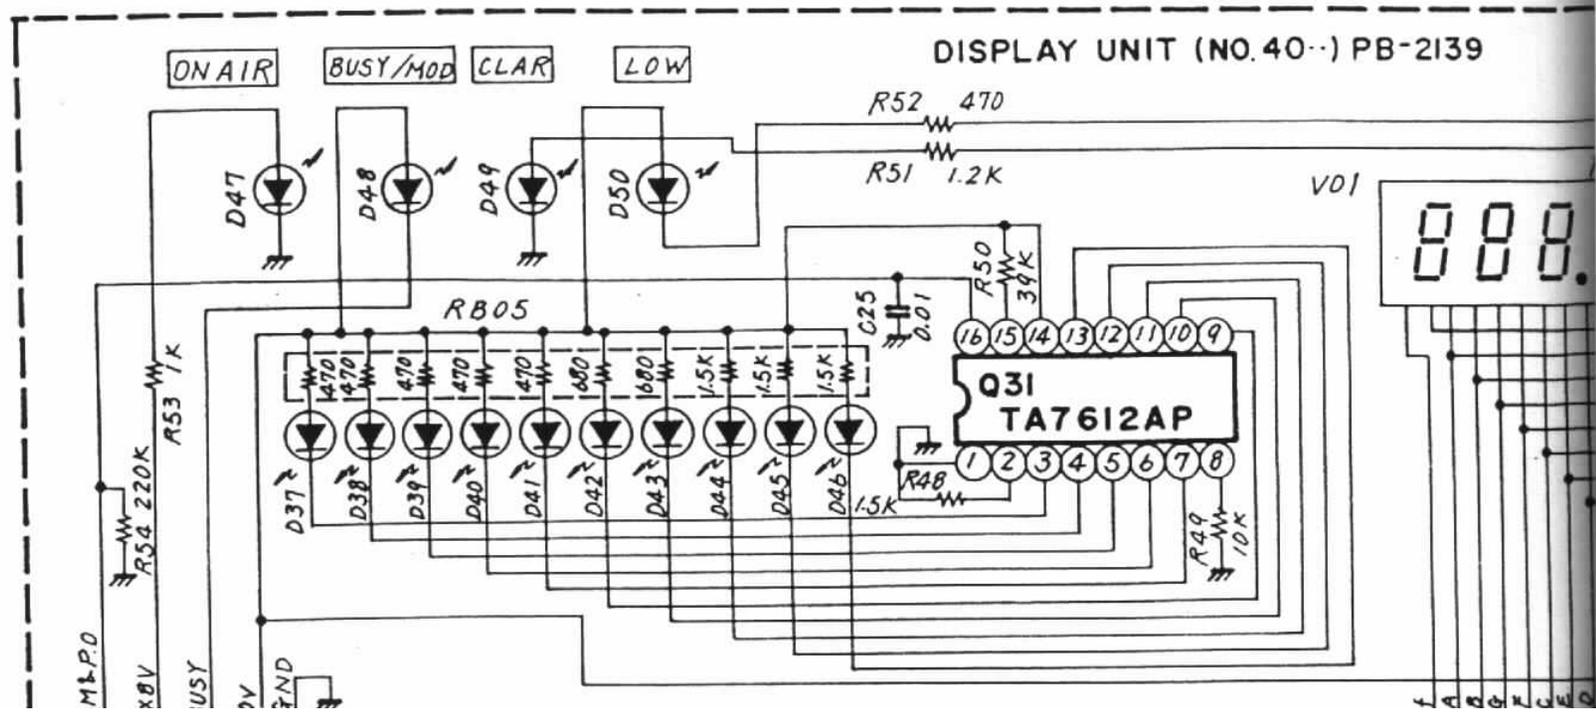 DISPLAY UNIT (NO.40··) PB-2139
ON AIR
BUSY/MOD
CLAR
LOW
R52 470
R51 1.2K
V01
D47
D48
D49
D50
R50
39K
C25
0.01
RB05
16 15 14 13 12 11 10 9
470
470
470
470
470
680
680
1.5K
1.5K
1.5K
R53 1K
Q31
TA7612AP
1 2 3 4 5 6 7 8
R48
1.5K
R49
10K
R54 220K
D37
D38
D39
D40
D41
D42
D43
D44
D45
D46
GND
A
B
G
F
C
E